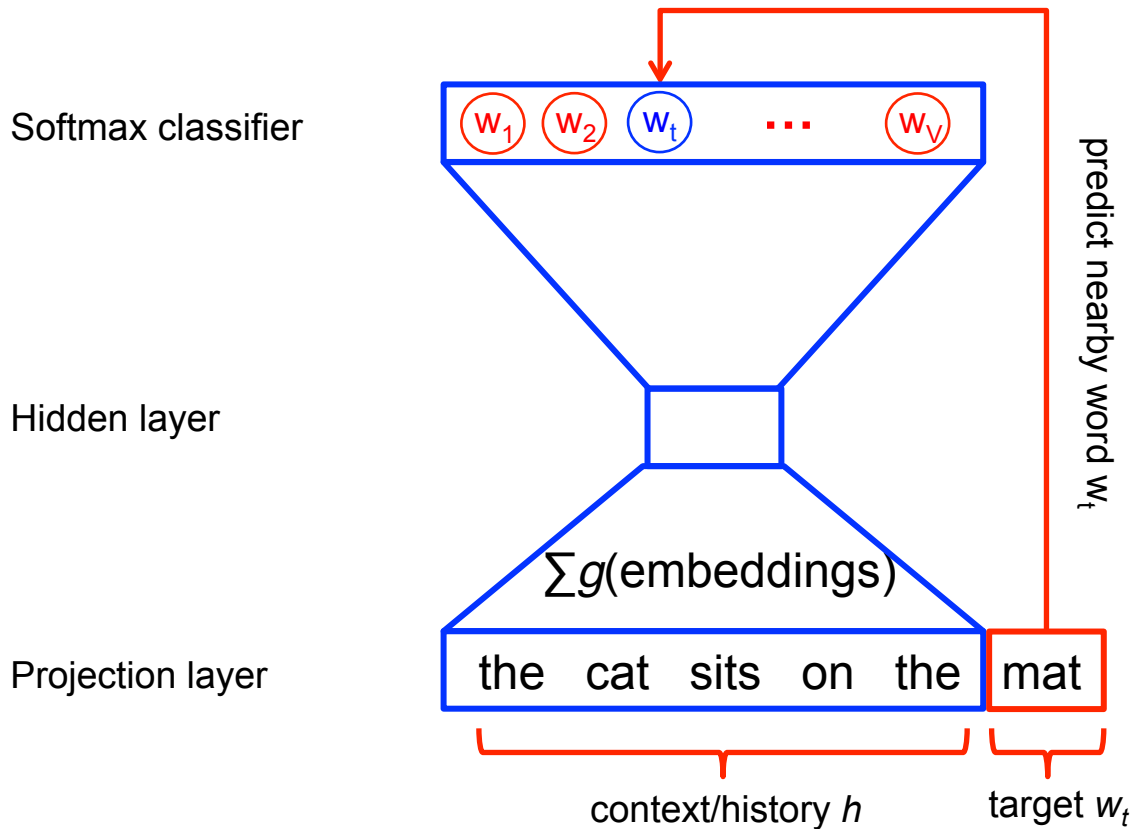 Softmax classifier
w1 w2 wt ... wV
predict nearby word wt
Hidden layer
∑g(embeddings)
Projection layer
the cat sits on the mat
context/history h
target wt